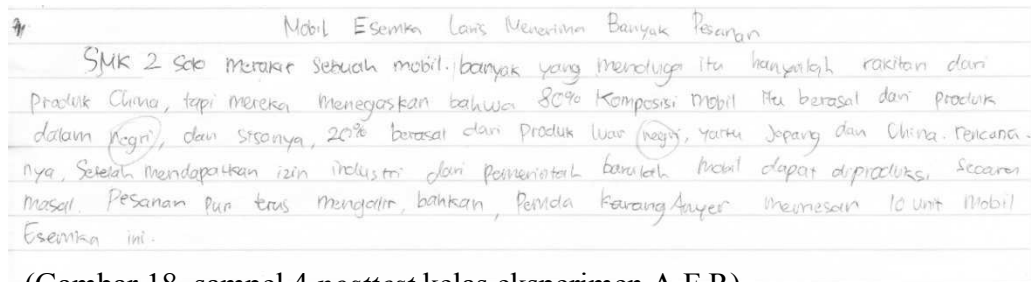 Mobil Esemka Laris Menerima Banyak Pesanan
SMK 2 Solo merakit sebuah mobil. banyak yang menduga itu hanyalah rakitan dari
Produk China, tapi mereka menegaskan bahwa 80% Komposisi mobil itu berasal dari produk
dalam negri, dan sisanya, 20% berasal dari Produk luar negri, yaitu Jepang dan China. rencana-
nya, Setelah mendapatkan izin industri dari pemerintah barulah mobil dapat diproduksi secara
masal. Pesanan pun terus mengalir, bahkan, Pemda Karang Anyer memesan 10 unit mobil
Esemka ini.
(Gambar 18, sampel 4 posttest kelas eksperimen A.F.R)